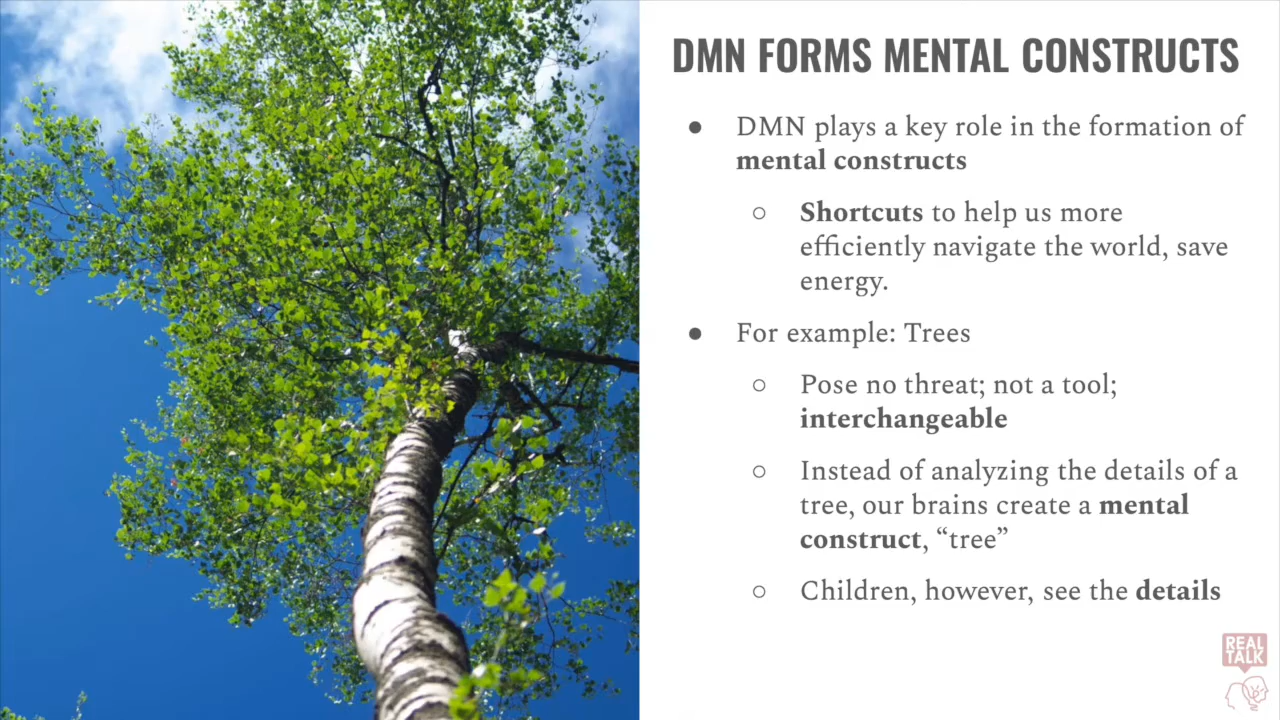 DMN FORMS MENTAL CONSTRUCTS
● DMN plays a key role in the formation of
mental constructs
○ Shortcuts to help us more
efficiently navigate the world, save
energy.
● For example: Trees
○ Pose no threat; not a tool;
interchangeable
○ Instead of analyzing the details of a
tree, our brains create a mental
construct, “tree”
○ Children, however, see the details
REAL
TALK